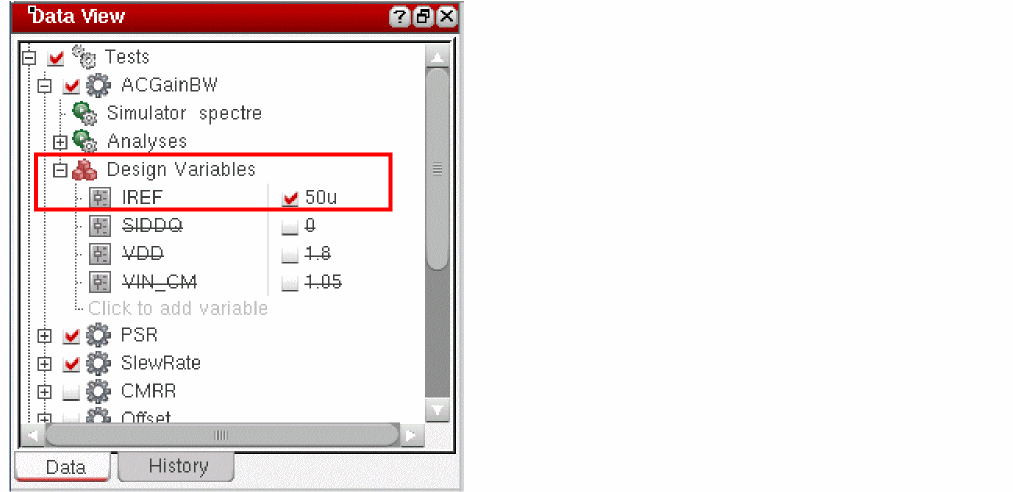 Data View
Tests
ACGainBW
Simulator spectre
Analyses
Design Variables
IREF 50u
SIDDQ 0
VDD 1.8
VIN_CM 1.05
Click to add variable
PSR
SlewRate
CMRR
Offset
Data History